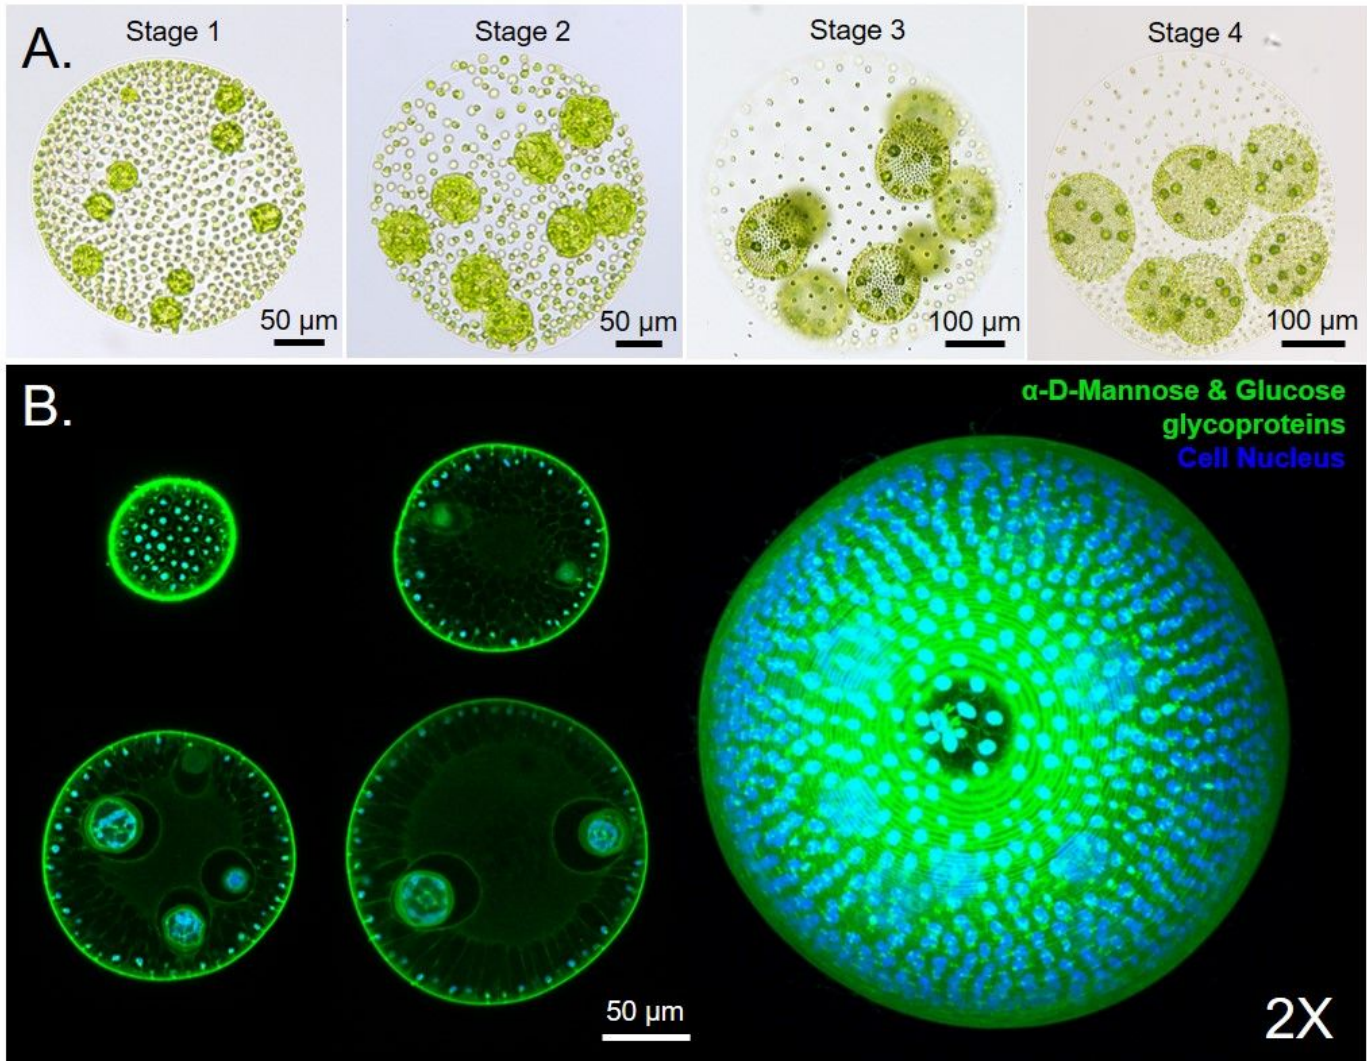 A.
Stage 1
Stage 2
Stage 3
Stage 4
50 µm
50 µm
100 µm
100 µm
B.
α-D-Mannose & Glucose
glycoproteins
Cell Nucleus
50 µm
2X